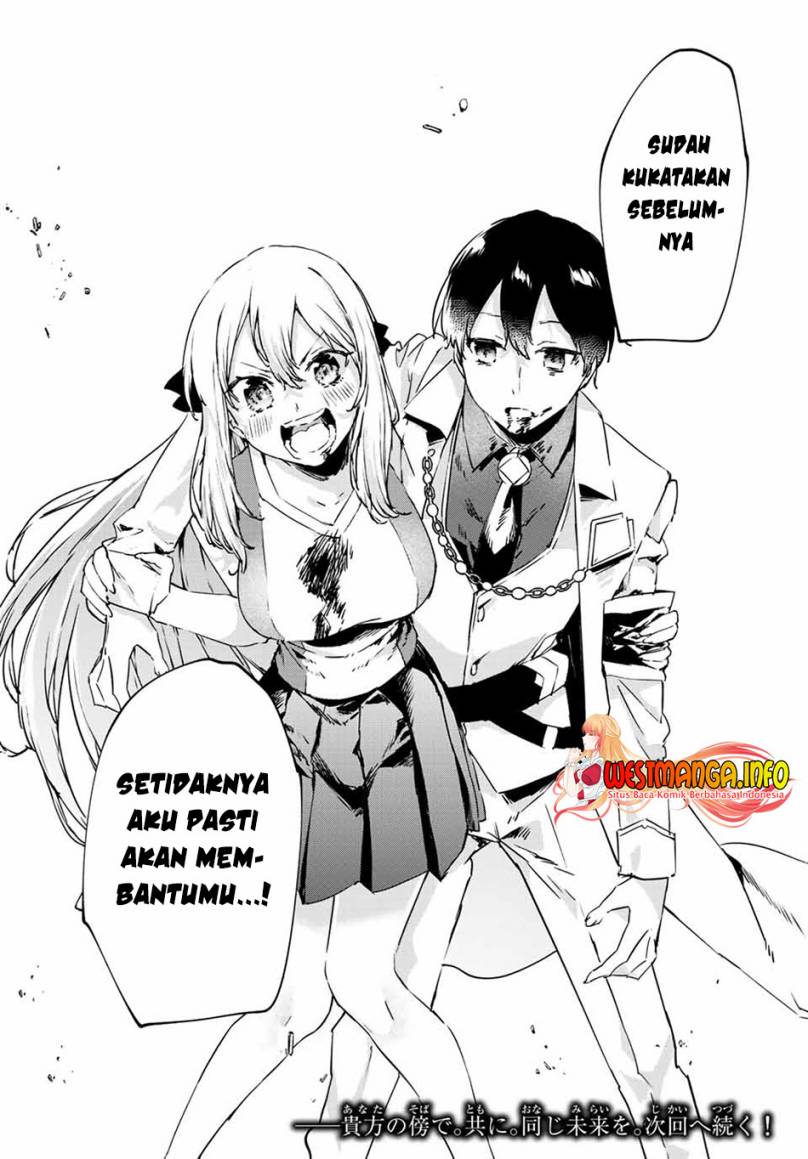 SUDAH
KUKATAKAN
SEBELUM-
NYA
SETIDAKNYA
AKU PASTI
AKAN MEM-
BANTUMU...!
WESTMANGA.INFO
Situs Baca Komik Berbahasa Indonesia
──貴方の傍で。共に。同じ未来を。次回へ続く！